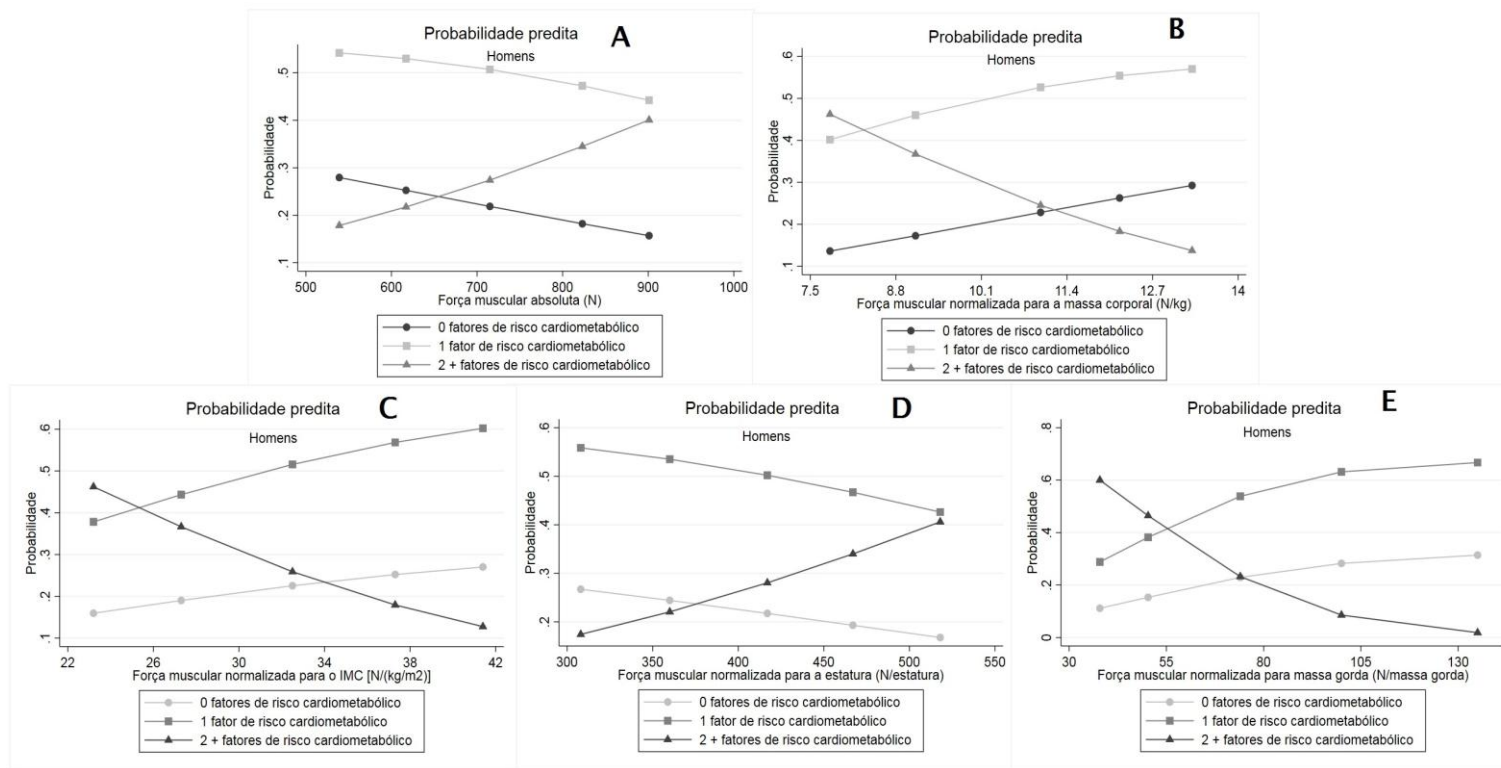 Probabilidade predita
A
Homens
Probabilidade
.5
.4
.3
.2
.1
500
600
700
800
900
1000
Força muscular absoluta (N)
0 fatores de risco cardiometabólico
1 fator de risco cardiometabólico
2 + fatores de risco cardiometabólico
Probabilidade predita
B
Homens
Probabilidade
.6
.5
.4
.3
.2
.1
7.5
8.8
10.1
11.4
12.7
14
Força muscular normalizada para a massa corporal (N/kg)
0 fatores de risco cardiometabólico
1 fator de risco cardiometabólico
2 + fatores de risco cardiometabólico
Probabilidade predita
C
Homens
Probabilidade
.6
.5
.4
.3
.2
.1
22
26
30
34
38
42
Força muscular normalizada para o IMC [N/(kg/m2)]
0 fatores de risco cardiometabólico
1 fator de risco cardiometabólico
2 + fatores de risco cardiometabólico
Probabilidade predita
D
Homens
Probabilidade
.6
.5
.4
.3
.2
300
350
400
450
500
550
Força muscular normalizada para a estatura (N/estatura)
0 fatores de risco cardiometabólico
1 fator de risco cardiometabólico
2 + fatores de risco cardiometabólico
Probabilidade predita
E
Homens
Probabilidade
.8
.6
.4
.2
0
30
55
80
105
130
Força muscular normalizada para massa gorda (N/massa gorda)
0 fatores de risco cardiometabólico
1 fator de risco cardiometabólico
2 + fatores de risco cardiometabólico